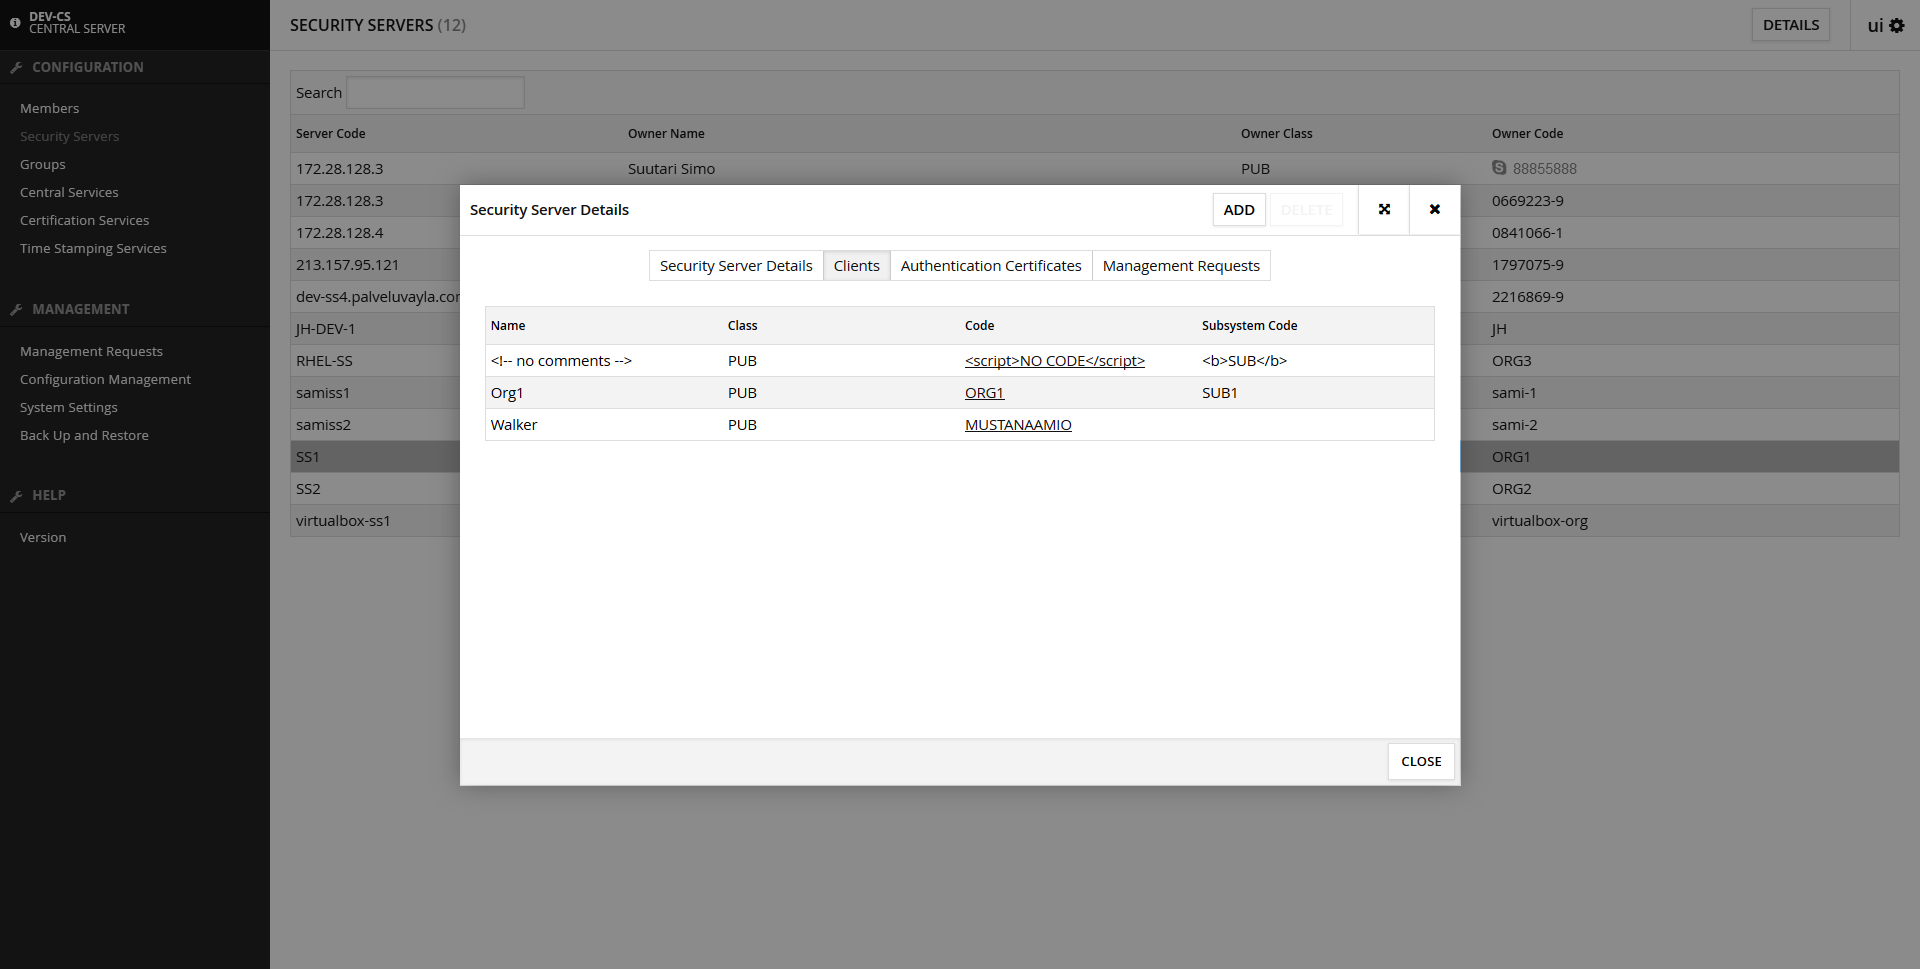 DEV-CS
CENTRAL SERVER
CONFIGURATION
Members
Security Servers
Groups
Central Services
Certification Services
Time Stamping Services
MANAGEMENT
Management Requests
Configuration Management
System Settings
Back Up and Restore
HELP
Version
SECURITY SERVERS (12)
DETAILS
ui
Search
Server Code Owner Name Owner Class Owner Code
172.28.128.3 Suutari Simo PUB 88855888
172.28.128.3 0669223-9
172.28.128.4 0841066-1
213.157.95.121 1797075-9
dev-ss4.palveluvayla.com 2216869-9
JH-DEV-1 JH
RHEL-SS ORG3
samiss1 sami-1
samiss2 sami-2
SS1 ORG1
SS2 ORG2
virtualbox-ss1 virtualbox-org
Security Server Details ADD DELETE
Security Server Details Clients Authentication Certificates Management Requests
Name Class Code Subsystem Code
<!-- no comments --> PUB <script>NO CODE</script> <b>SUB</b>
Org1 PUB ORG1 SUB1
Walker PUB MUSTANAAMIO
CLOSE